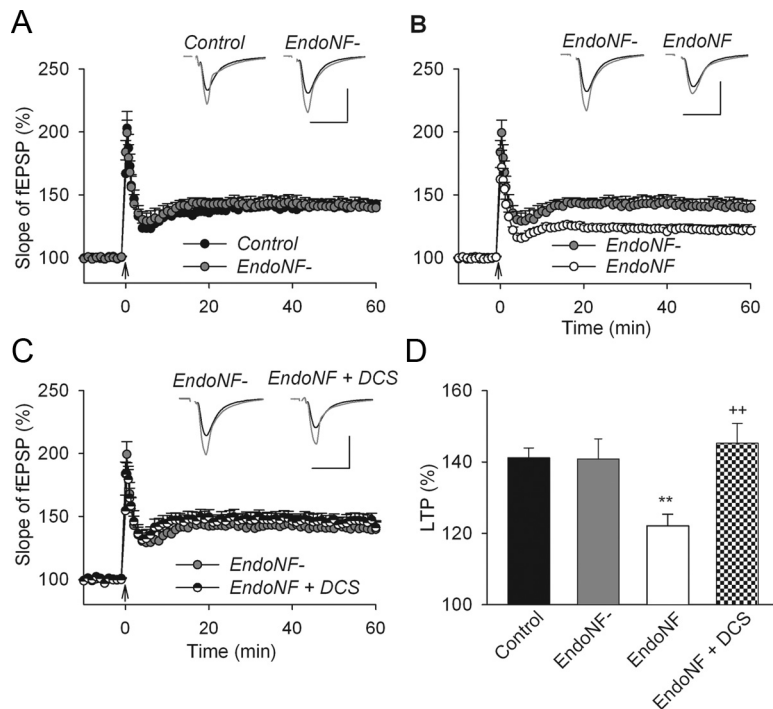 A
Control
EndoNF-
250
200
150
100
Slope of fEPSP (%)
Control
EndoNF-
0
20
40
60
B
EndoNF-
EndoNF
250
200
150
100
EndoNF-
EndoNF
0
20
40
60
Time (min)
C
EndoNF-
EndoNF + DCS
250
200
150
100
Slope of fEPSP (%)
EndoNF-
EndoNF + DCS
0
20
40
60
Time (min)
D
160
140
120
100
LTP (%)
**
++
Control
EndoNF-
EndoNF
EndoNF + DCS